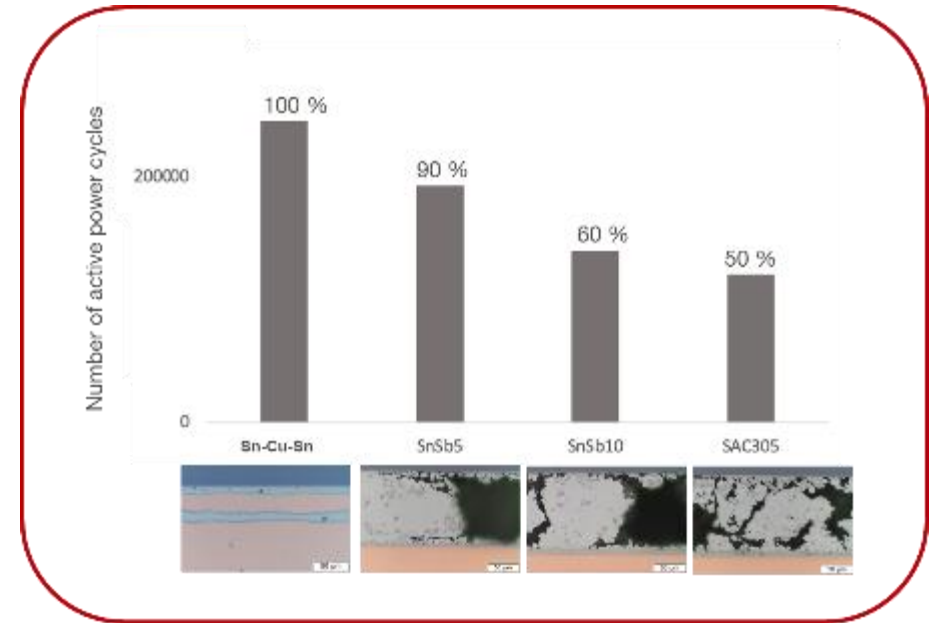 100 %
90 %
60 %
50 %
Number of active power cycles
200000
0
Sn-Cu-Sn
SnSb5
SnSb10
SAC305